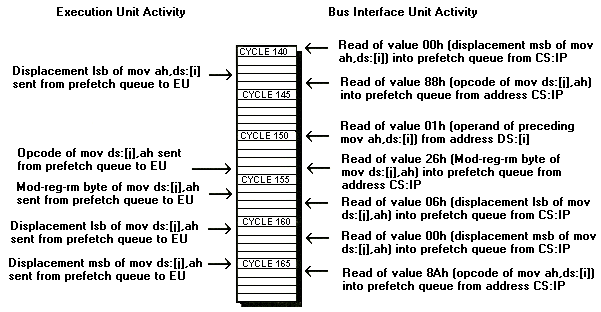 Execution Unit Activity
Bus Interface Unit Activity
CYCLE 140
CYCLE 145
CYCLE 150
CYCLE 155
CYCLE 160
CYCLE 165
Displacement lsb of mov ah,ds:[i]
sent from prefetch queue to EU
Opcode of mov ds:[j],ah sent
from prefetch queue to EU
Mod-reg-rm byte of mov ds:[j],ah
sent from prefetch queue to EU
Displacement lsb of mov ds:[j],ah
sent from prefetch queue to EU
Displacement msb of mov ds:[j],ah
sent from prefetch queue to EU
Read of value 00h (displacement msb of mov
ah,ds:[i]) into prefetch queue from CS:IP
Read of value 88h (opcode of mov ds:[j],ah)
into prefetch queue from address CS:IP
Read of value 01h (operand of preceding
mov ah,ds:[i]) from address DS:[i]
Read of value 26h (Mod-reg-rm byte of
mov ds:[j],ah) into prefetch queue from
address CS:IP
Read of value 06h (displacement lsb of mov
ds:[j],ah) into prefetch queue from CS:IP
Read of value 00h (displacement msb of mov
ds:[j],ah) into prefetch queue from CS:IP
Read of value 8Ah (opcode of mov ah,ds:[i])
into prefetch queue from address CS:IP